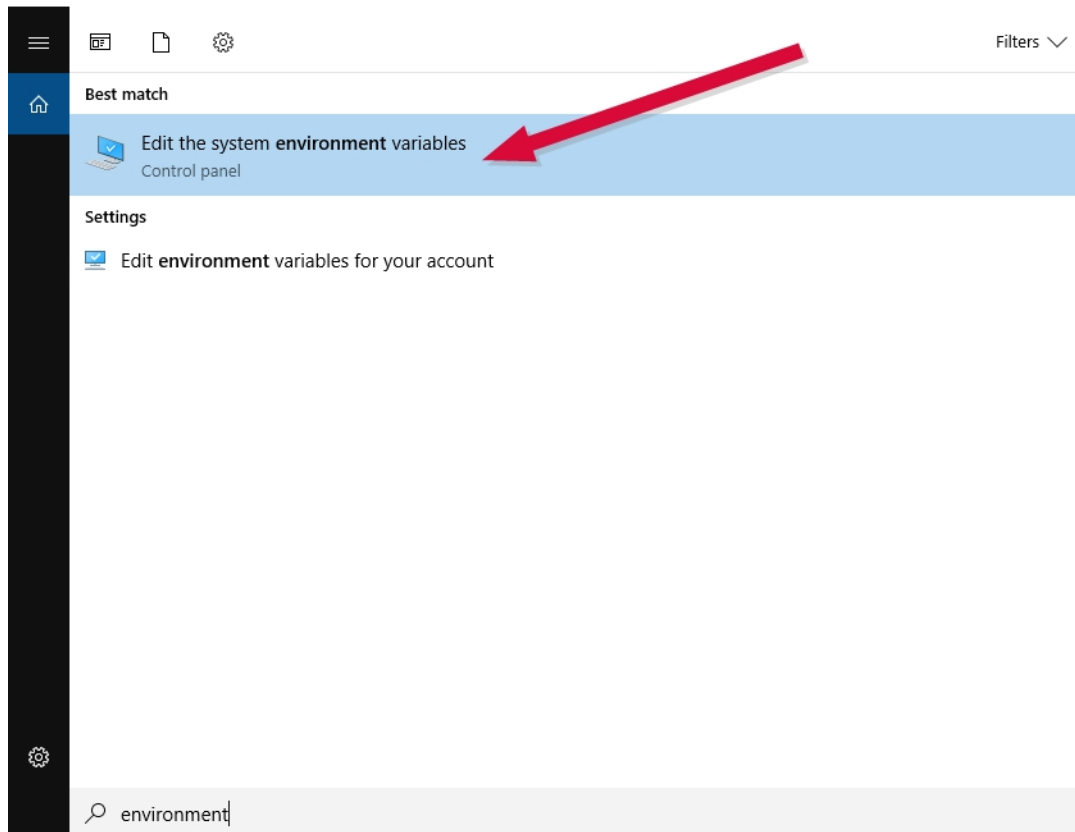 Filters
Best match
Edit the system environment variables
Control panel
Settings
Edit environment variables for your account
environment